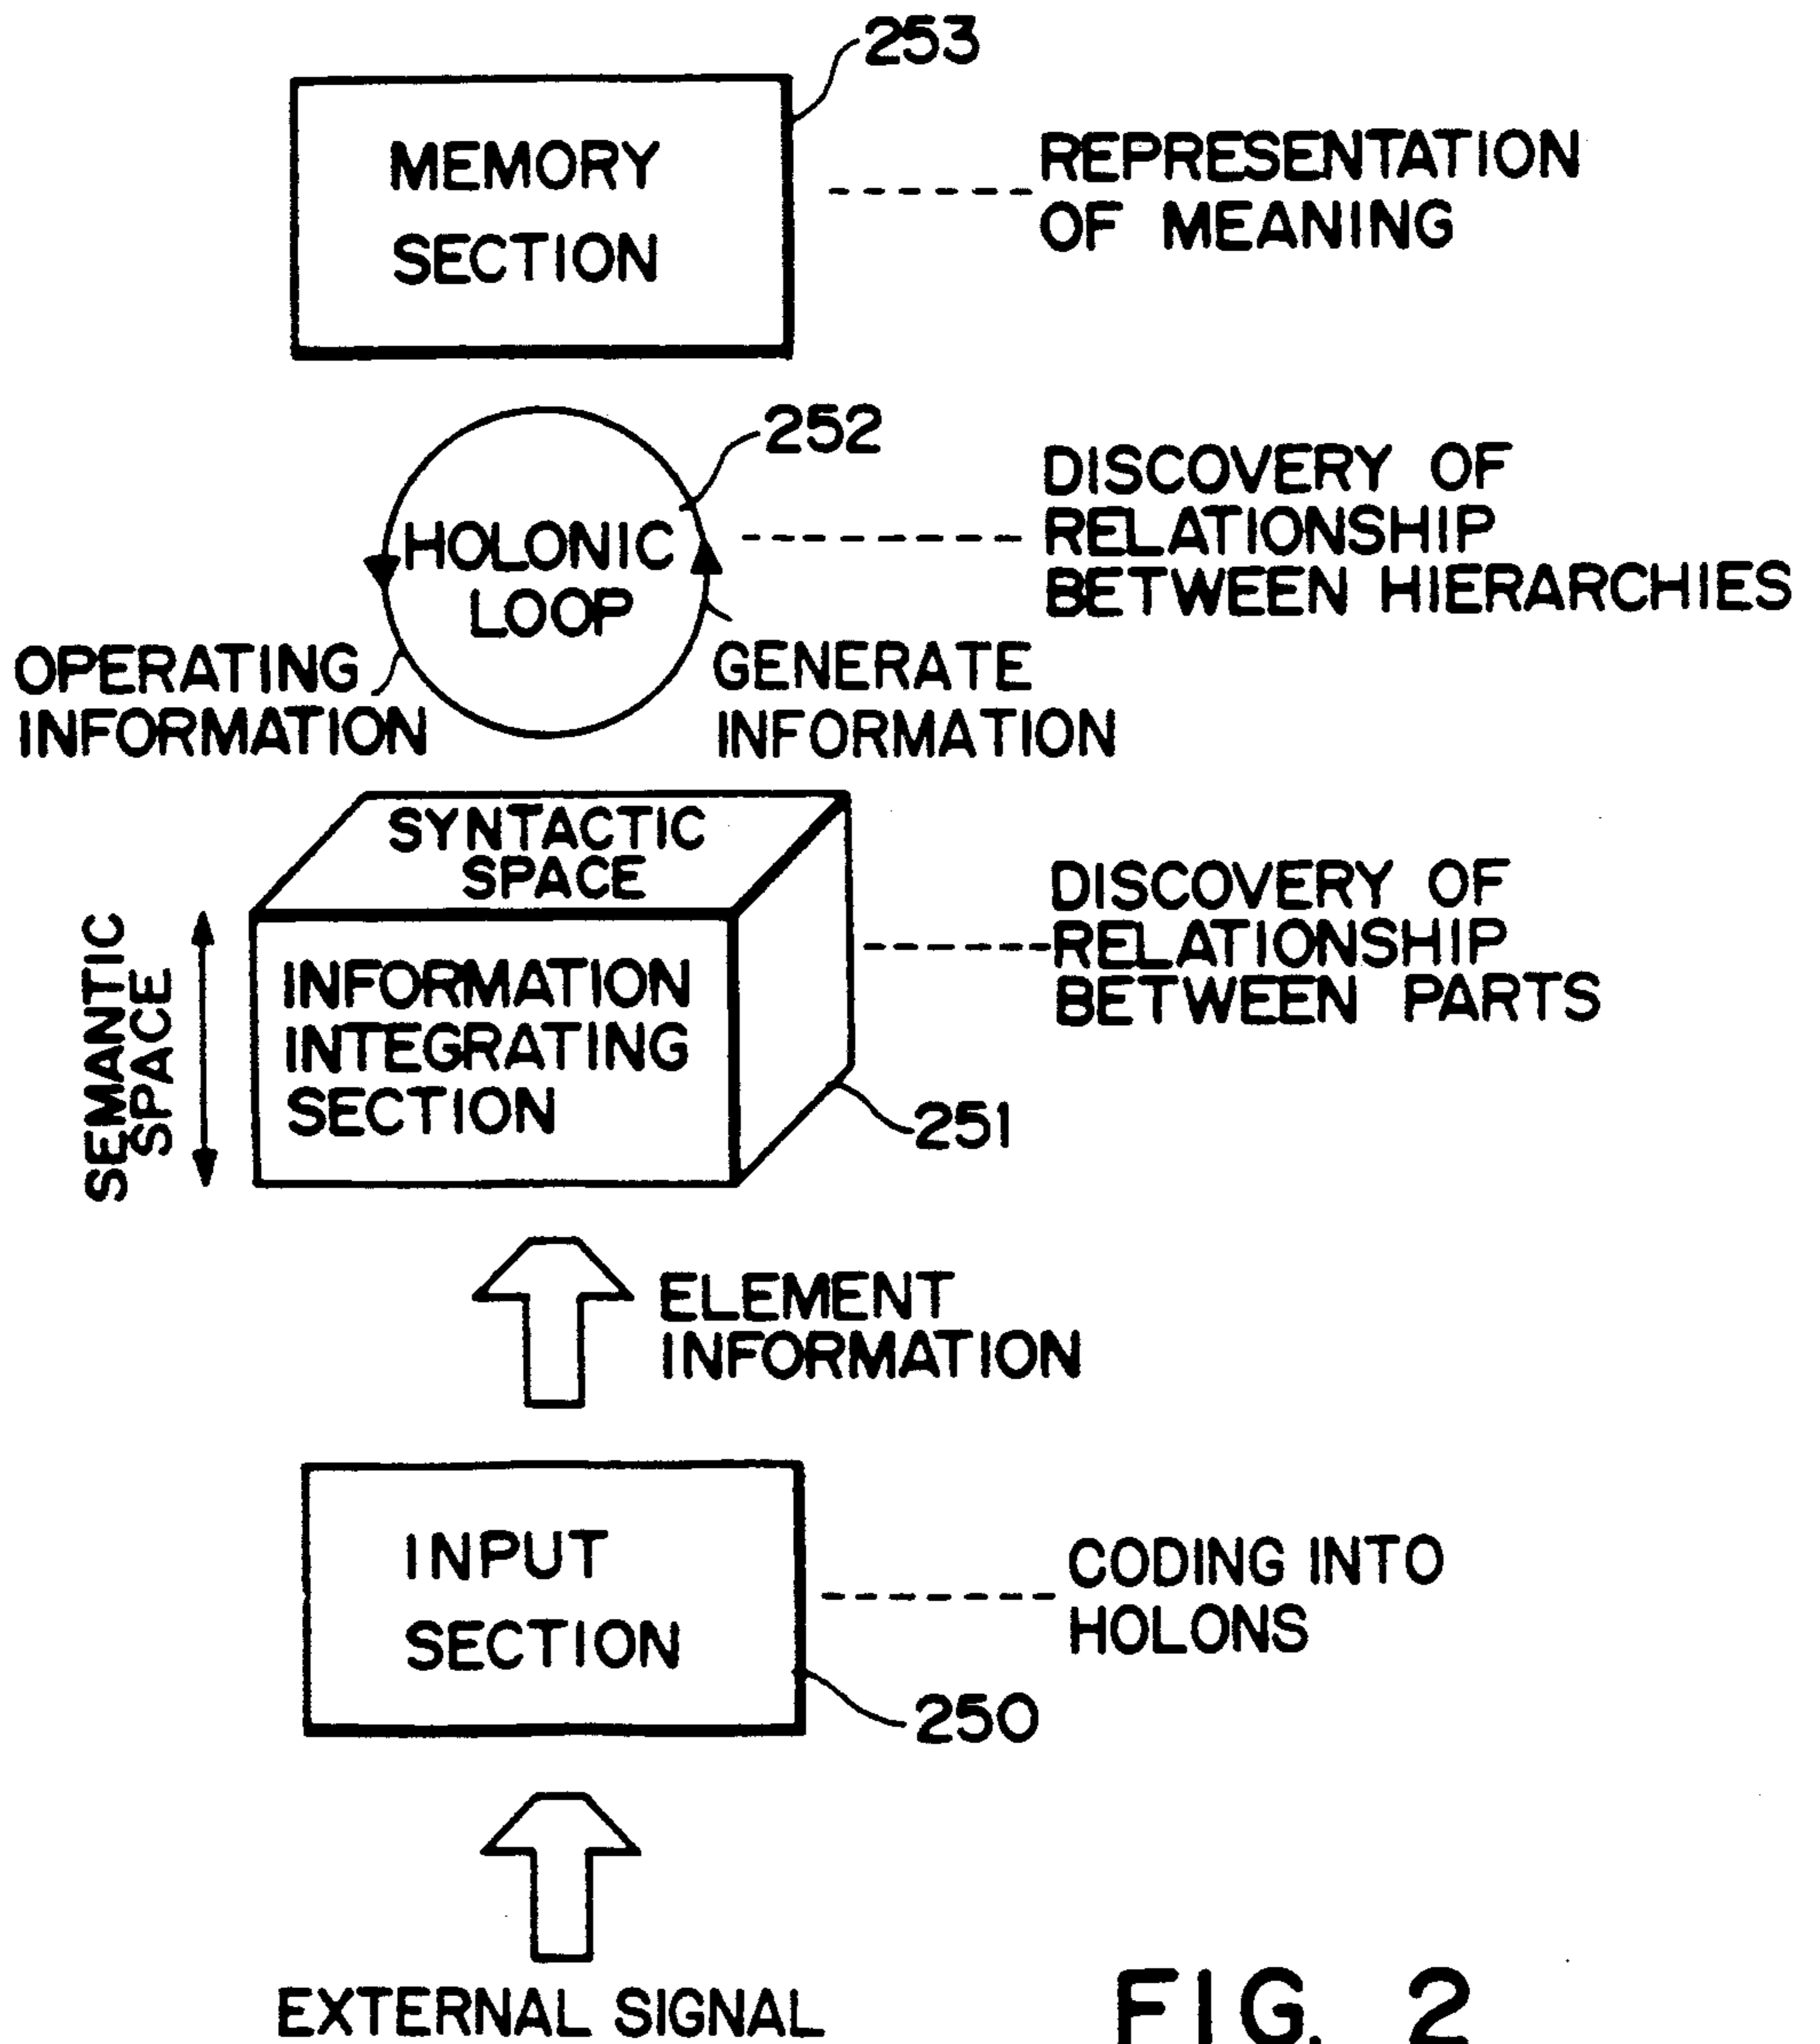 253
MEMORY
SECTION
REPRESENTATION
OF MEANING
252
HOLONIC
LOOP
DISCOVERY OF
RELATIONSHIP
BETWEEN HIERARCHIES
OPERATING
INFORMATION
GENERATE
INFORMATION
SYNTACTIC
SPACE
SEMANTIC
SPACE
INFORMATION
INTEGRATING
SECTION
DISCOVERY OF
RELATIONSHIP
BETWEEN PARTS
251
ELEMENT
INFORMATION
INPUT
SECTION
CODING INTO
HOLONS
250
EXTERNAL SIGNAL
FIG. 2